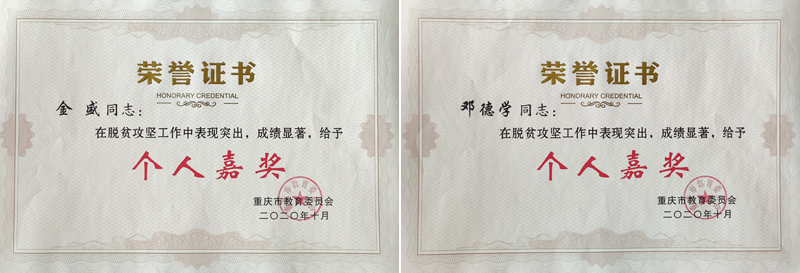 荣誉证书
HONORARY CREDENTIAL
金盛同志：
在脱贫攻坚工作中表现突出，成绩显著，给予
个人嘉奖
重庆市教育委员会
二〇二〇年十月
荣誉证书
HONORARY CREDENTIAL
邓德学同志：
在脱贫攻坚工作中表现突出，成绩显著，给予
个人嘉奖
重庆市教育委员会
二〇二〇年十月